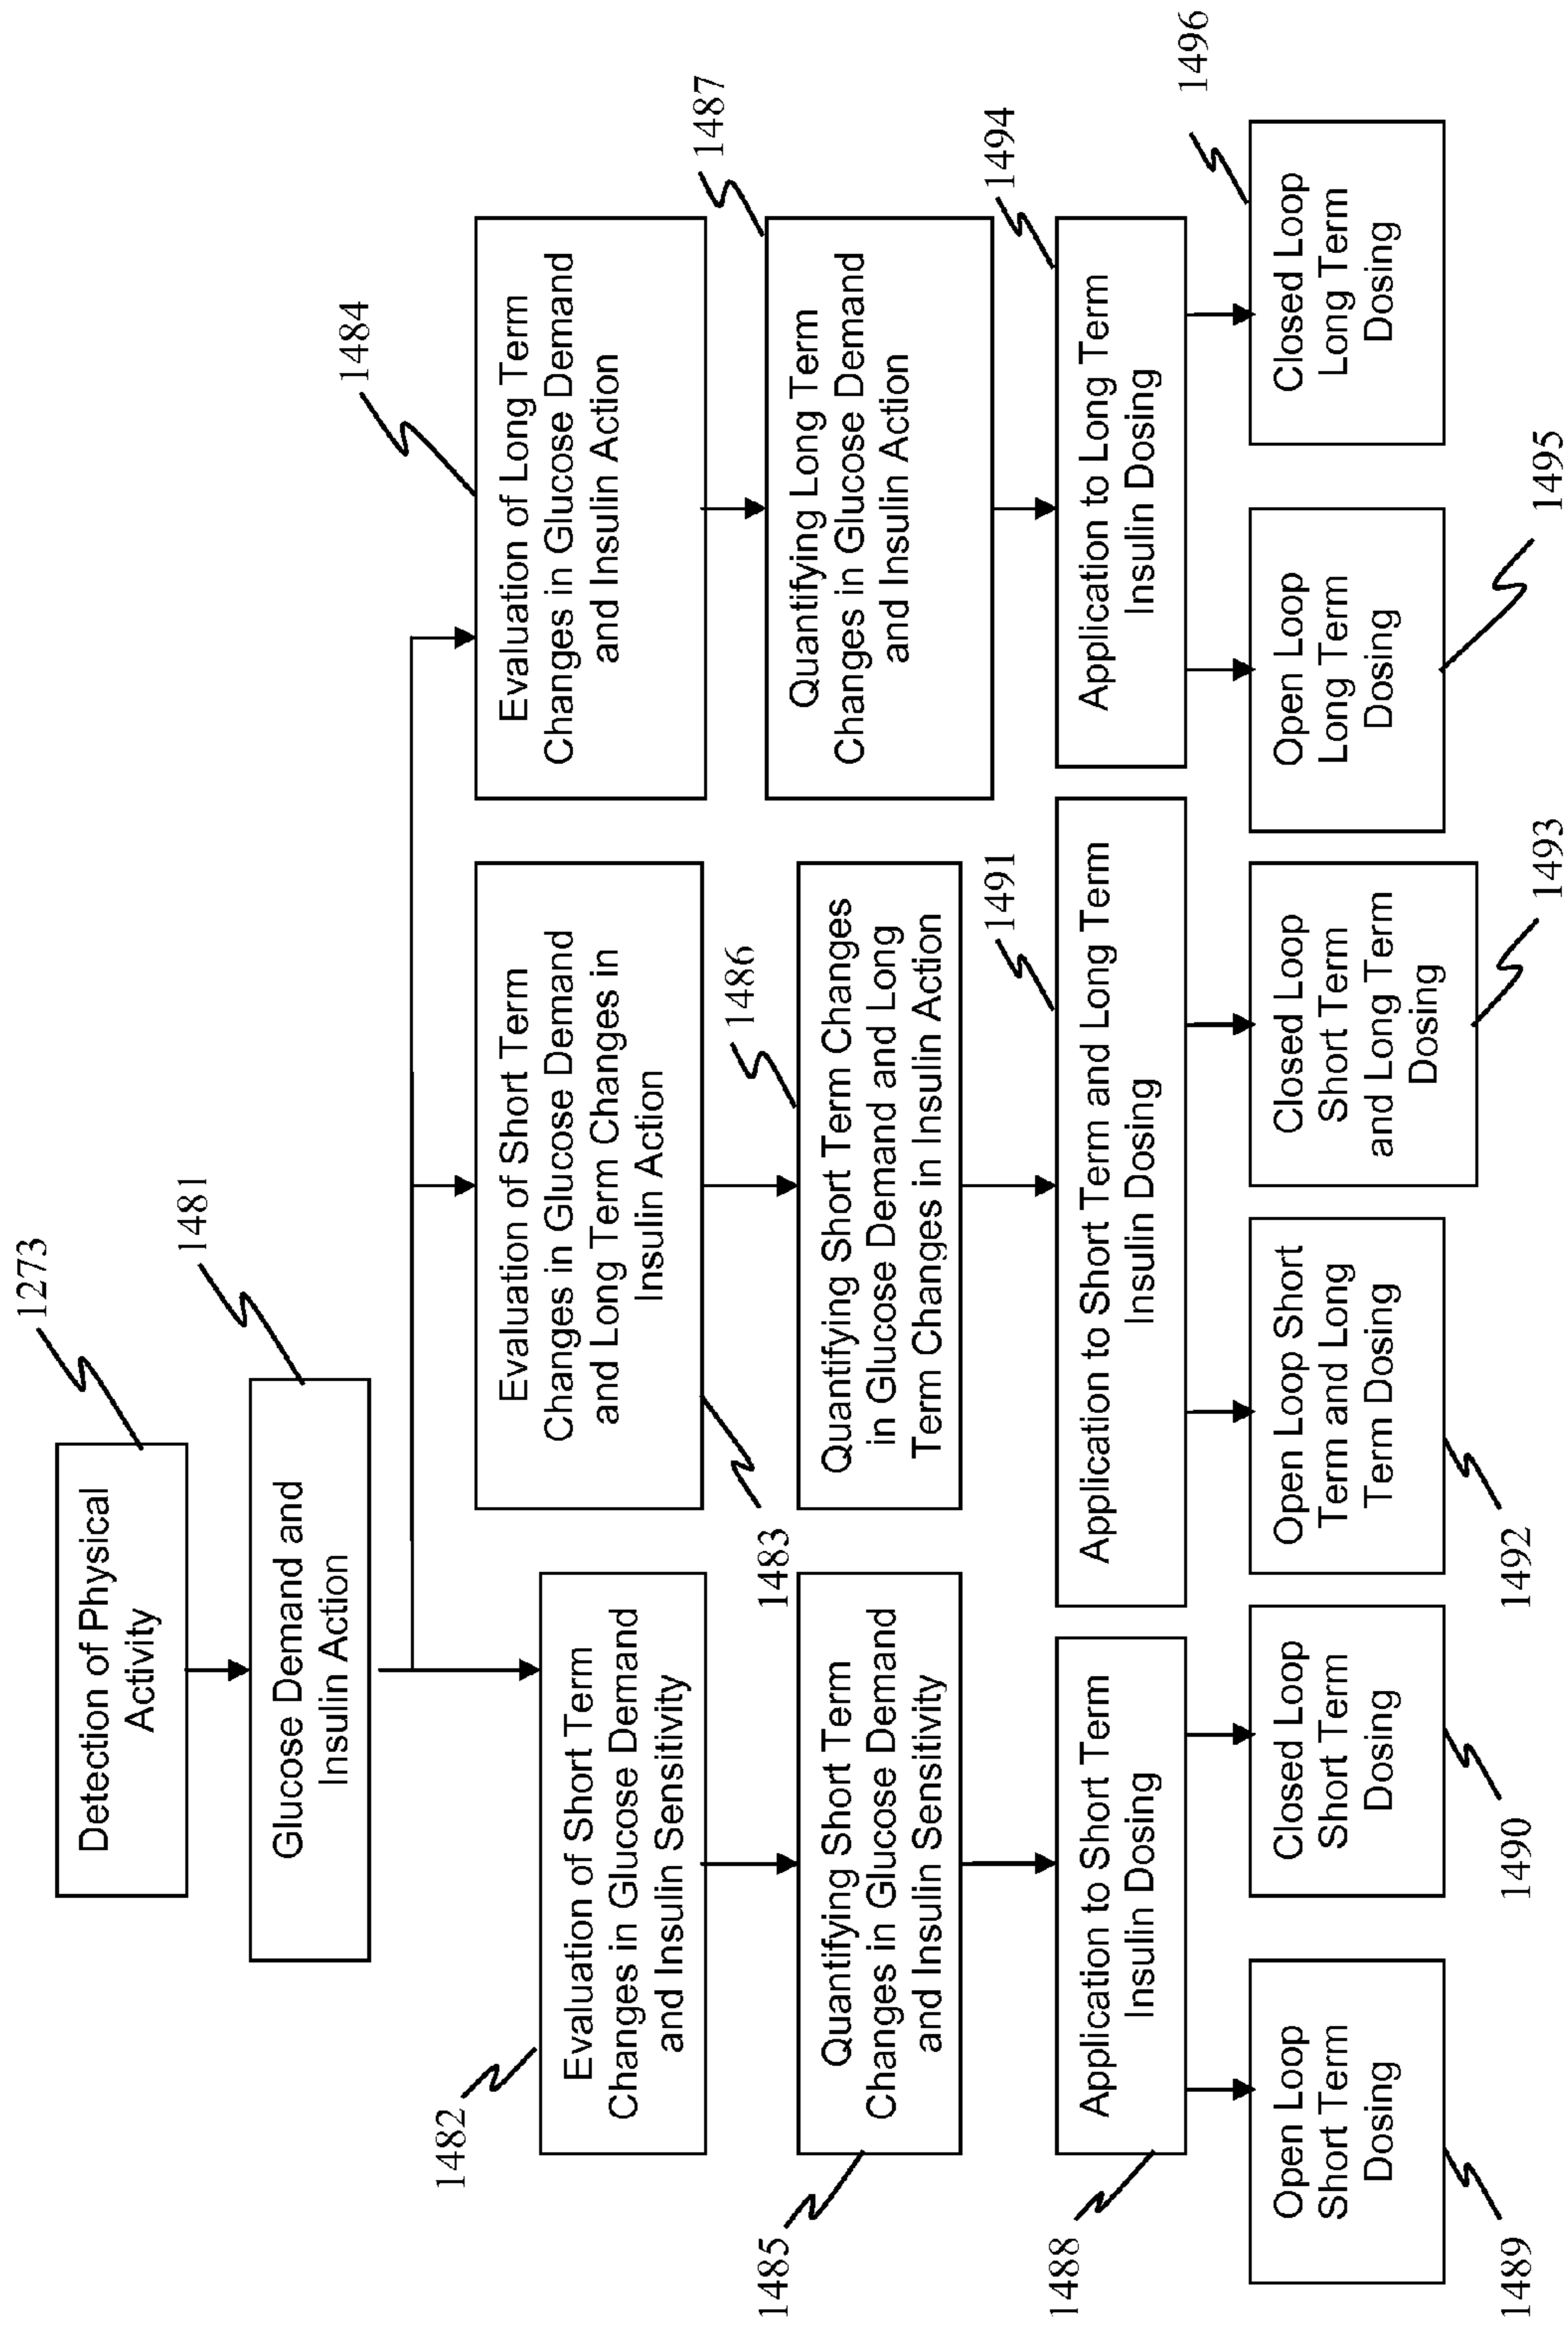 1273
Detection of Physical
Activity
1481
Glucose Demand and
Insulin Action
1482
Evaluation of Short Term
Changes in Glucose Demand
and Insulin Sensitivity
1483
Evaluation of Short Term
Changes in Glucose Demand
and Long Term Changes in
Insulin Action
1484
Evaluation of Long Term
Changes in Glucose Demand
and Insulin Action
1485
Quantifying Short Term
Changes in Glucose Demand
and Insulin Sensitivity
1486
Quantifying Short Term Changes
in Glucose Demand and Long
Term Changes in Insulin Action
1487
Quantifying Long Term
Changes in Glucose Demand
and Insulin Action
1488
Application to Short Term
Insulin Dosing
1491
Application to Short Term and Long Term
Insulin Dosing
1494
Application to Long Term
Insulin Dosing
Open Loop
Short Term
Dosing
1489
Closed Loop
Short Term
Dosing
1490
Open Loop Short
Term and Long
Term Dosing
1492
Closed Loop
Short Term
and Long Term
Dosing
1493
Open Loop
Long Term
Dosing
1495
Closed Loop
Long Term
Dosing
1496